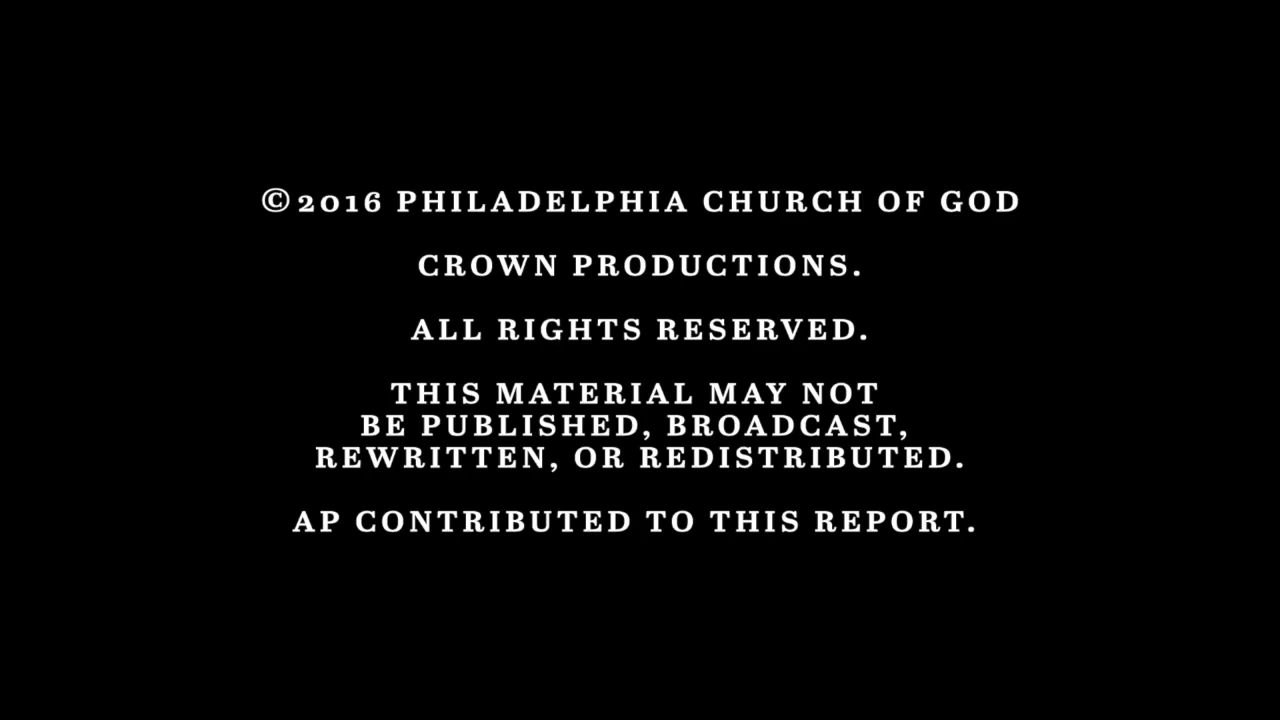 ©2016 PHILADELPHIA CHURCH OF GOD
CROWN PRODUCTIONS.
ALL RIGHTS RESERVED.
THIS MATERIAL MAY NOT
BE PUBLISHED, BROADCAST,
REWRITTEN, OR REDISTRIBUTED.
AP CONTRIBUTED TO THIS REPORT.